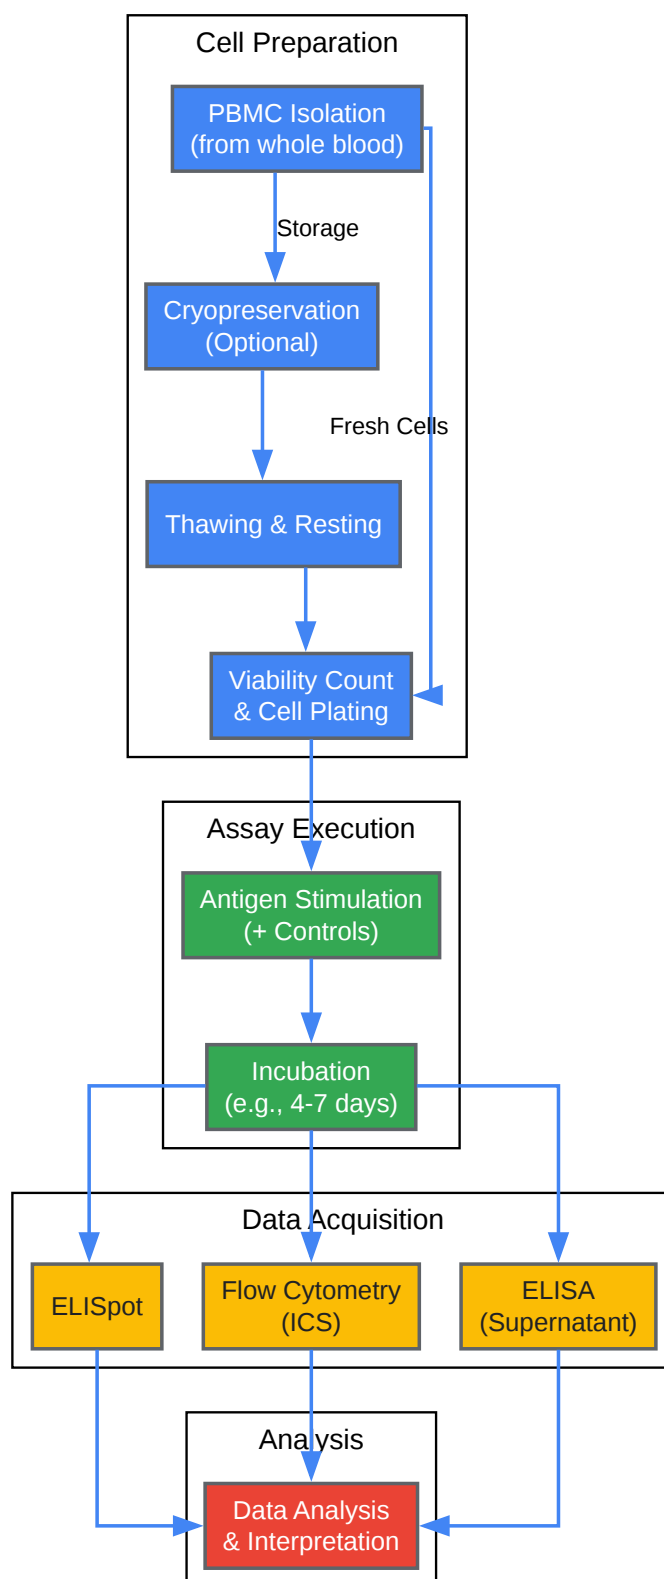 Cell Preparation
PBMC Isolation
(from whole blood)
Storage
Cryopreservation
(Optional)
Fresh Cells
Thawing & Resting
Viability Count
& Cell Plating
Assay Execution
Antigen Stimulation
(+ Controls)
Incubation
(e.g., 4-7 days)
Data Acquisition
ELISpot
Flow Cytometry
(ICS)
ELISA
(Supernatant)
Analysis
Data Analysis
& Interpretation